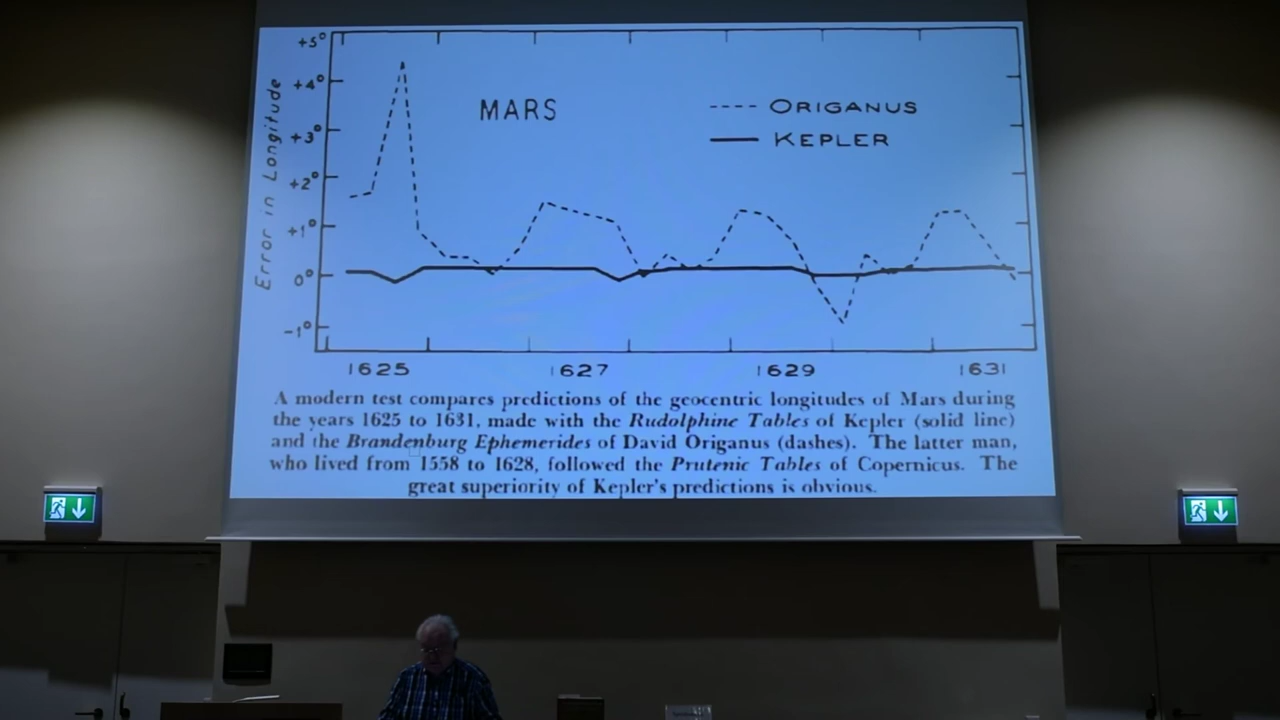 +5°
+4°
+3°
+2°
+1°
0°
-1°
Error in Longitude
MARS
ORIGANUS
KEPLER
1625 1627 1629 1631
A modern test compares predictions of the geocentric longitudes of Mars during
the years 1625 to 1631, made with the Rudolphine Tables of Kepler (solid line)
and the Brandenburg Ephemerides of David Origanus (dashes). The latter man,
who lived from 1558 to 1628, followed the Prutenic Tables of Copernicus. The
great superiority of Kepler's predictions is obvious.